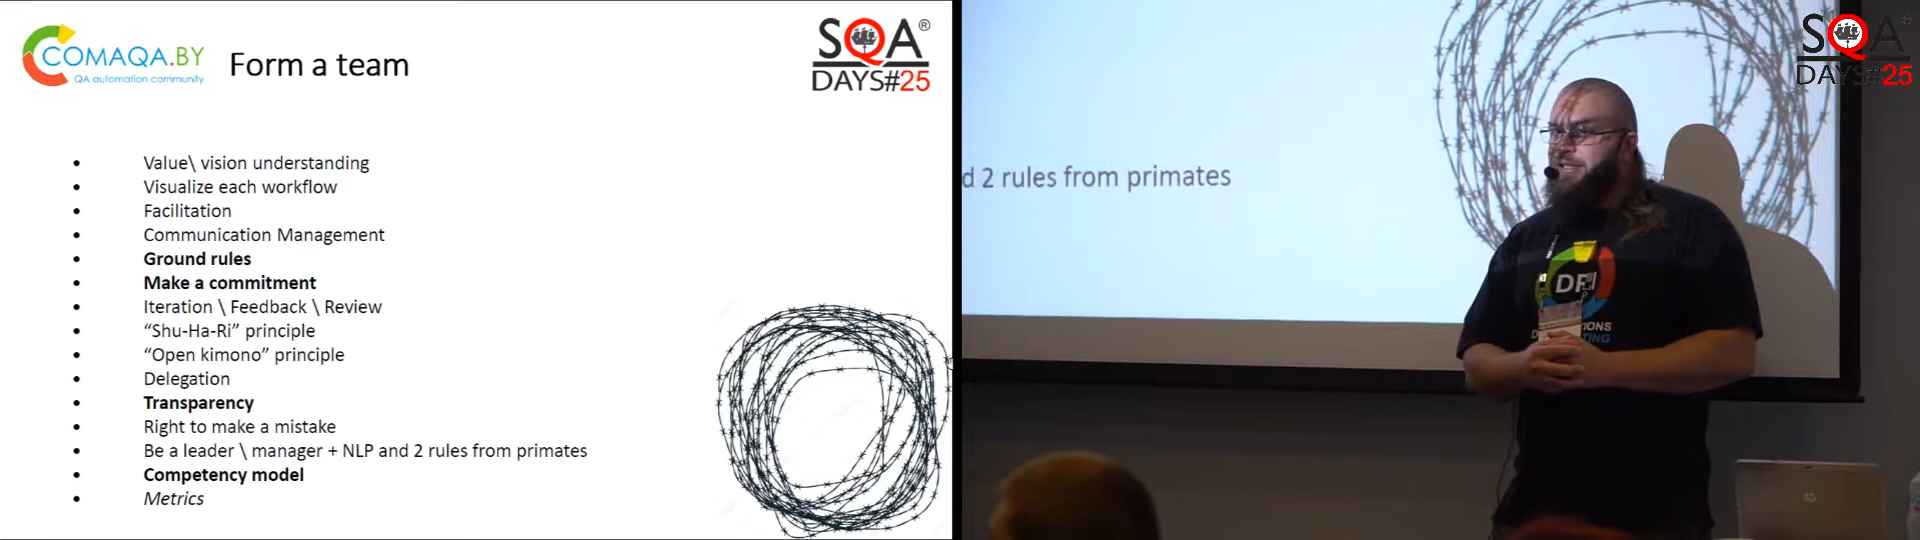 COMAQA.BY
QA automation community
Form a team
SQA®
DAYS#25
• Value\ vision understanding
• Visualize each workflow
• Facilitation
• Communication Management
• Ground rules
• Make a commitment
• Iteration \ Feedback \ Review
• “Shu-Ha-Ri” principle
• “Open kimono” principle
• Delegation
• Transparency
• Right to make a mistake
• Be a leader \ manager + NLP and 2 rules from primates
• Competency model
• Metrics
d 2 rules from primates
SQA®
DAYS#25
hp